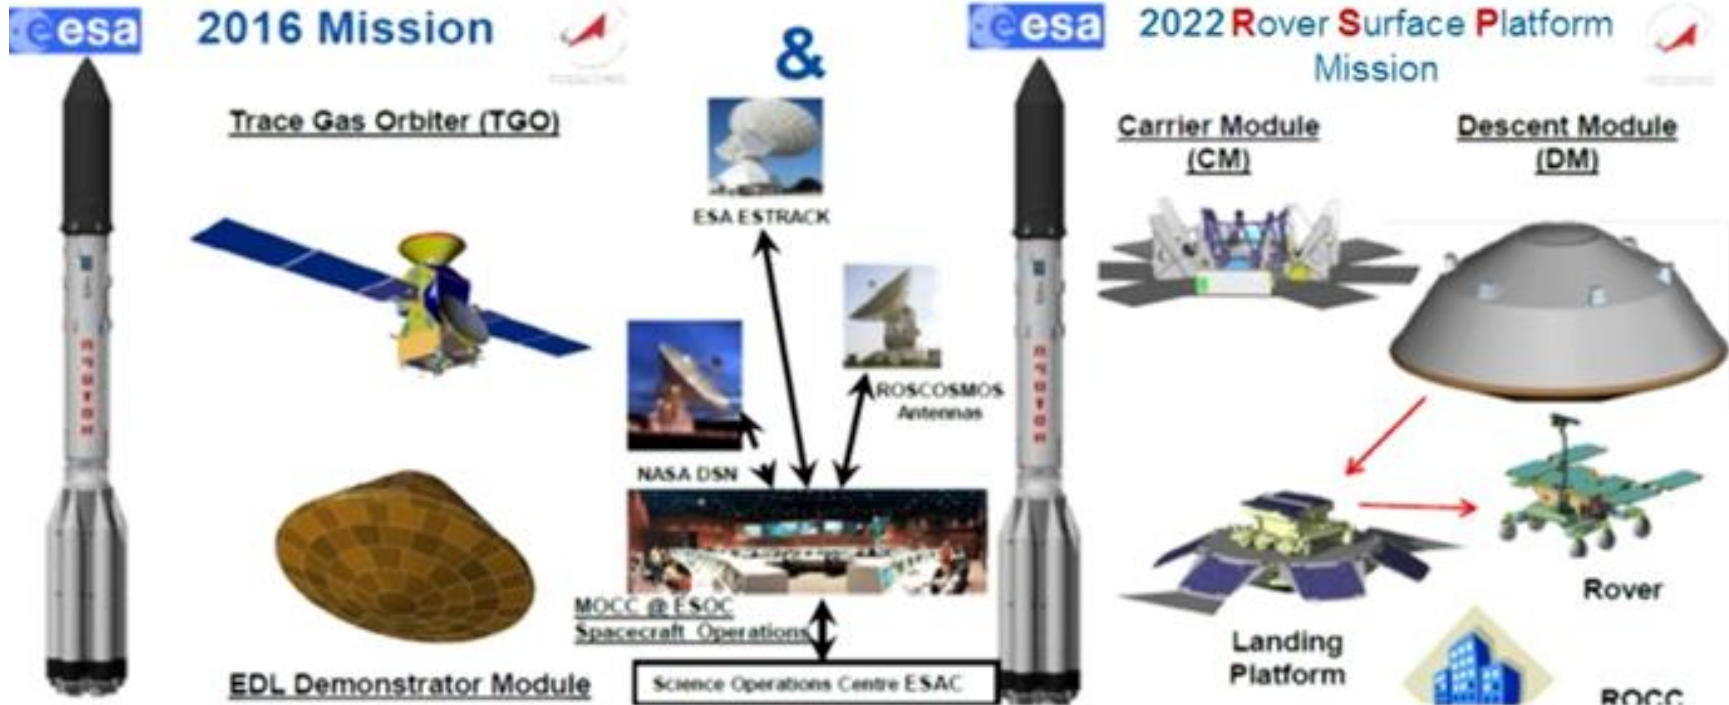 esa
2016 Mission
&
esa
2022 Rover Surface Platform
Mission
Trace Gas Orbiter (TGO)
ПРОТОН
EDL Demonstrator Module
ESA ESTRACK
ROSCOSMOS
Antennas
NASA DSN
MOCC @ ESOC
Spacecraft Operations
Science Operations Centre ESAC
ПРОТОН
Carrier Module
(CM)
Descent Module
(DM)
Rover
Landing
Platform
ROCC